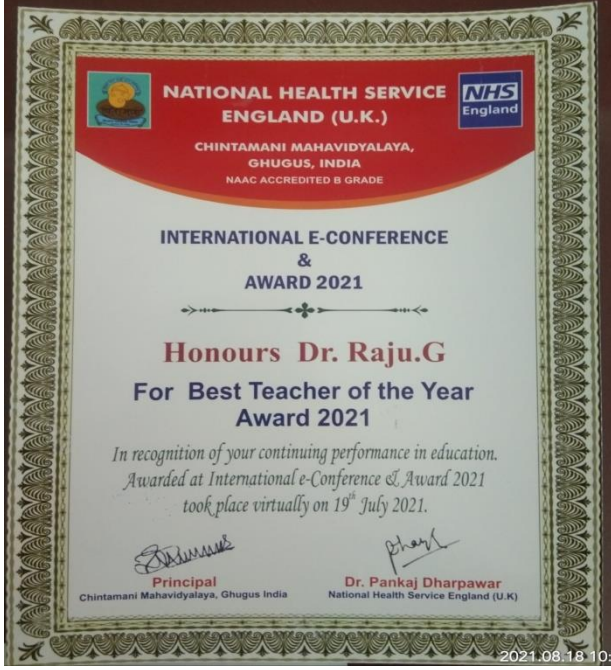 NATIONAL HEALTH SERVICE
ENGLAND (U.K.)
NHS
England
CHINTAMANI MAHAVIDYALAYA,
GHUGUS, INDIA
NAAC ACCREDITED B GRADE
INTERNATIONAL E-CONFERENCE
&
AWARD 2021
Honours Dr. Raju.G
For Best Teacher of the Year
Award 2021
In recognition of your continuing performance in education.
Awarded at International e-Conference & Award 2021
took place virtually on 19th July 2021.
Principal
Chintamani Mahavidyalaya, Ghugus India
Dr. Pankaj Dharpawar
National Health Service England (U.K)
2021.08.18 10: